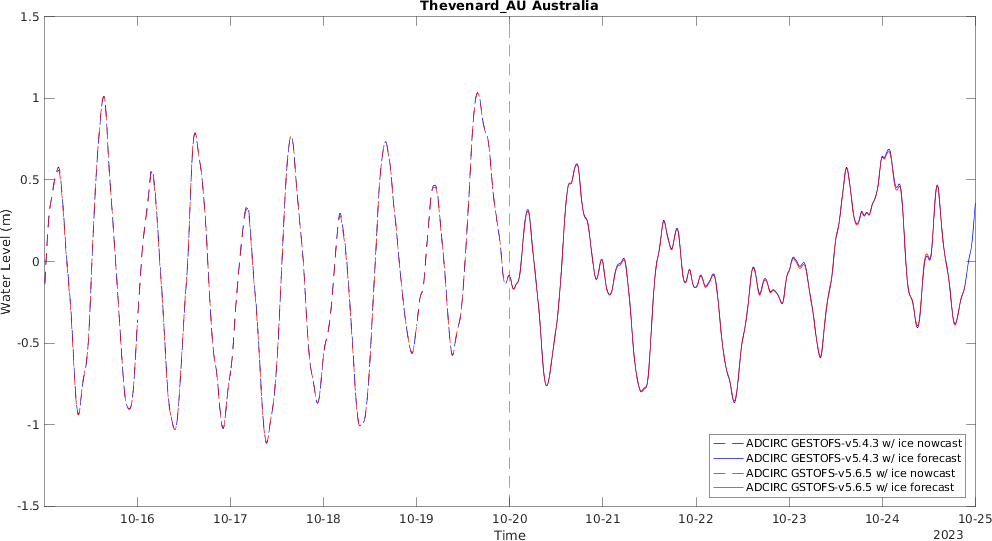 Thevenard_AU Australia
1.5
1
0.5
0
-0.5
-1
-1.5
Water Level (m)
10-16 10-17 10-18 10-19 10-20 10-21 10-22 10-23 10-24 10-25
Time
2023
ADCIRC GESTOFS-v5.4.3 w/ ice nowcast
ADCIRC GESTOFS-v5.4.3 w/ ice forecast
ADCIRC GSTOFS-v5.6.5 w/ ice nowcast
ADCIRC GSTOFS-v5.6.5 w/ ice forecast